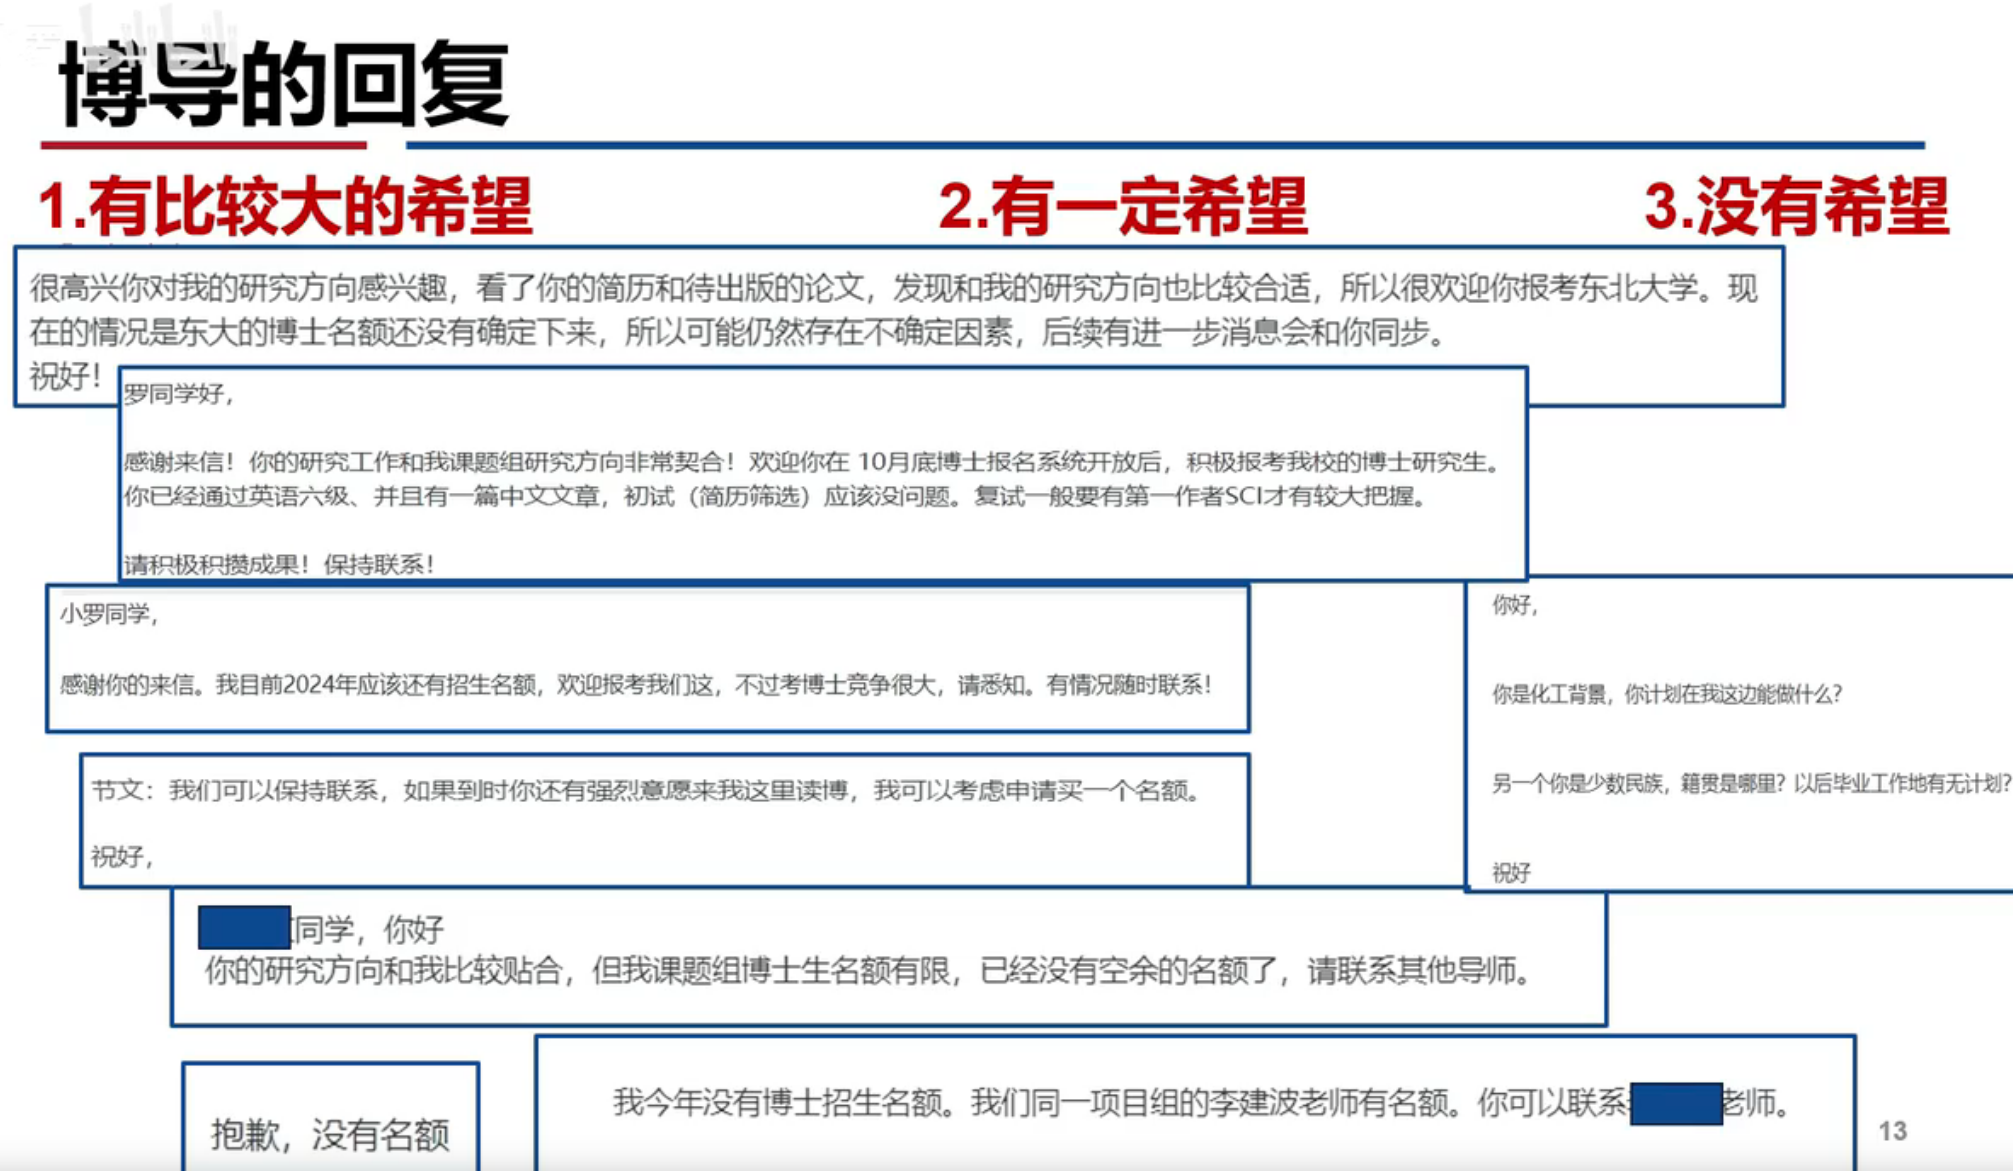 bilibili
博导的回复
1.有比较大的希望
2.有一定希望
3.没有希望
很高兴你对我的研究方向感兴趣，看了你的简历和待出版的论文，发现和我的研究方向也比较合适，所以很欢迎你报考东北大学。现
在的情况是东大的博士名额还没有确定下来，所以可能仍然存在不确定因素，后续有进一步消息会和你同步。
祝好！
罗同学好，
感谢来信！你的研究工作和我课题组研究方向非常契合！欢迎你在 10月底博士报名系统开放后，积极报考我校的博士研究生。
你已经通过英语六级、并且有一篇中文文章，初试（简历筛选）应该没问题。复试一般要有第一作者SCI才有较大把握。
请积极积攒成果！保持联系！
小罗同学，
感谢你的来信。我目前2024年应该还有招生名额，欢迎报考我们这，不过考博士竞争很大，请悉知。有情况随时联系！
你好，
你是化工背景，你计划在我这边能做什么？
另一个你是少数民族，籍贯是哪里？以后毕业工作地有无计划？
祝好
节文：我们可以保持联系，如果到时你还有强烈意愿来我这里读博，我可以考虑申请买一个名额。
祝好，
同学，你好
你的研究方向和我比较贴合，但我课题组博士生名额有限，已经没有空余的名额了，请联系其他导师。
抱歉，没有名额
我今年没有博士招生名额。我们同一项目组的李建波老师有名额。你可以联系 老师。
13